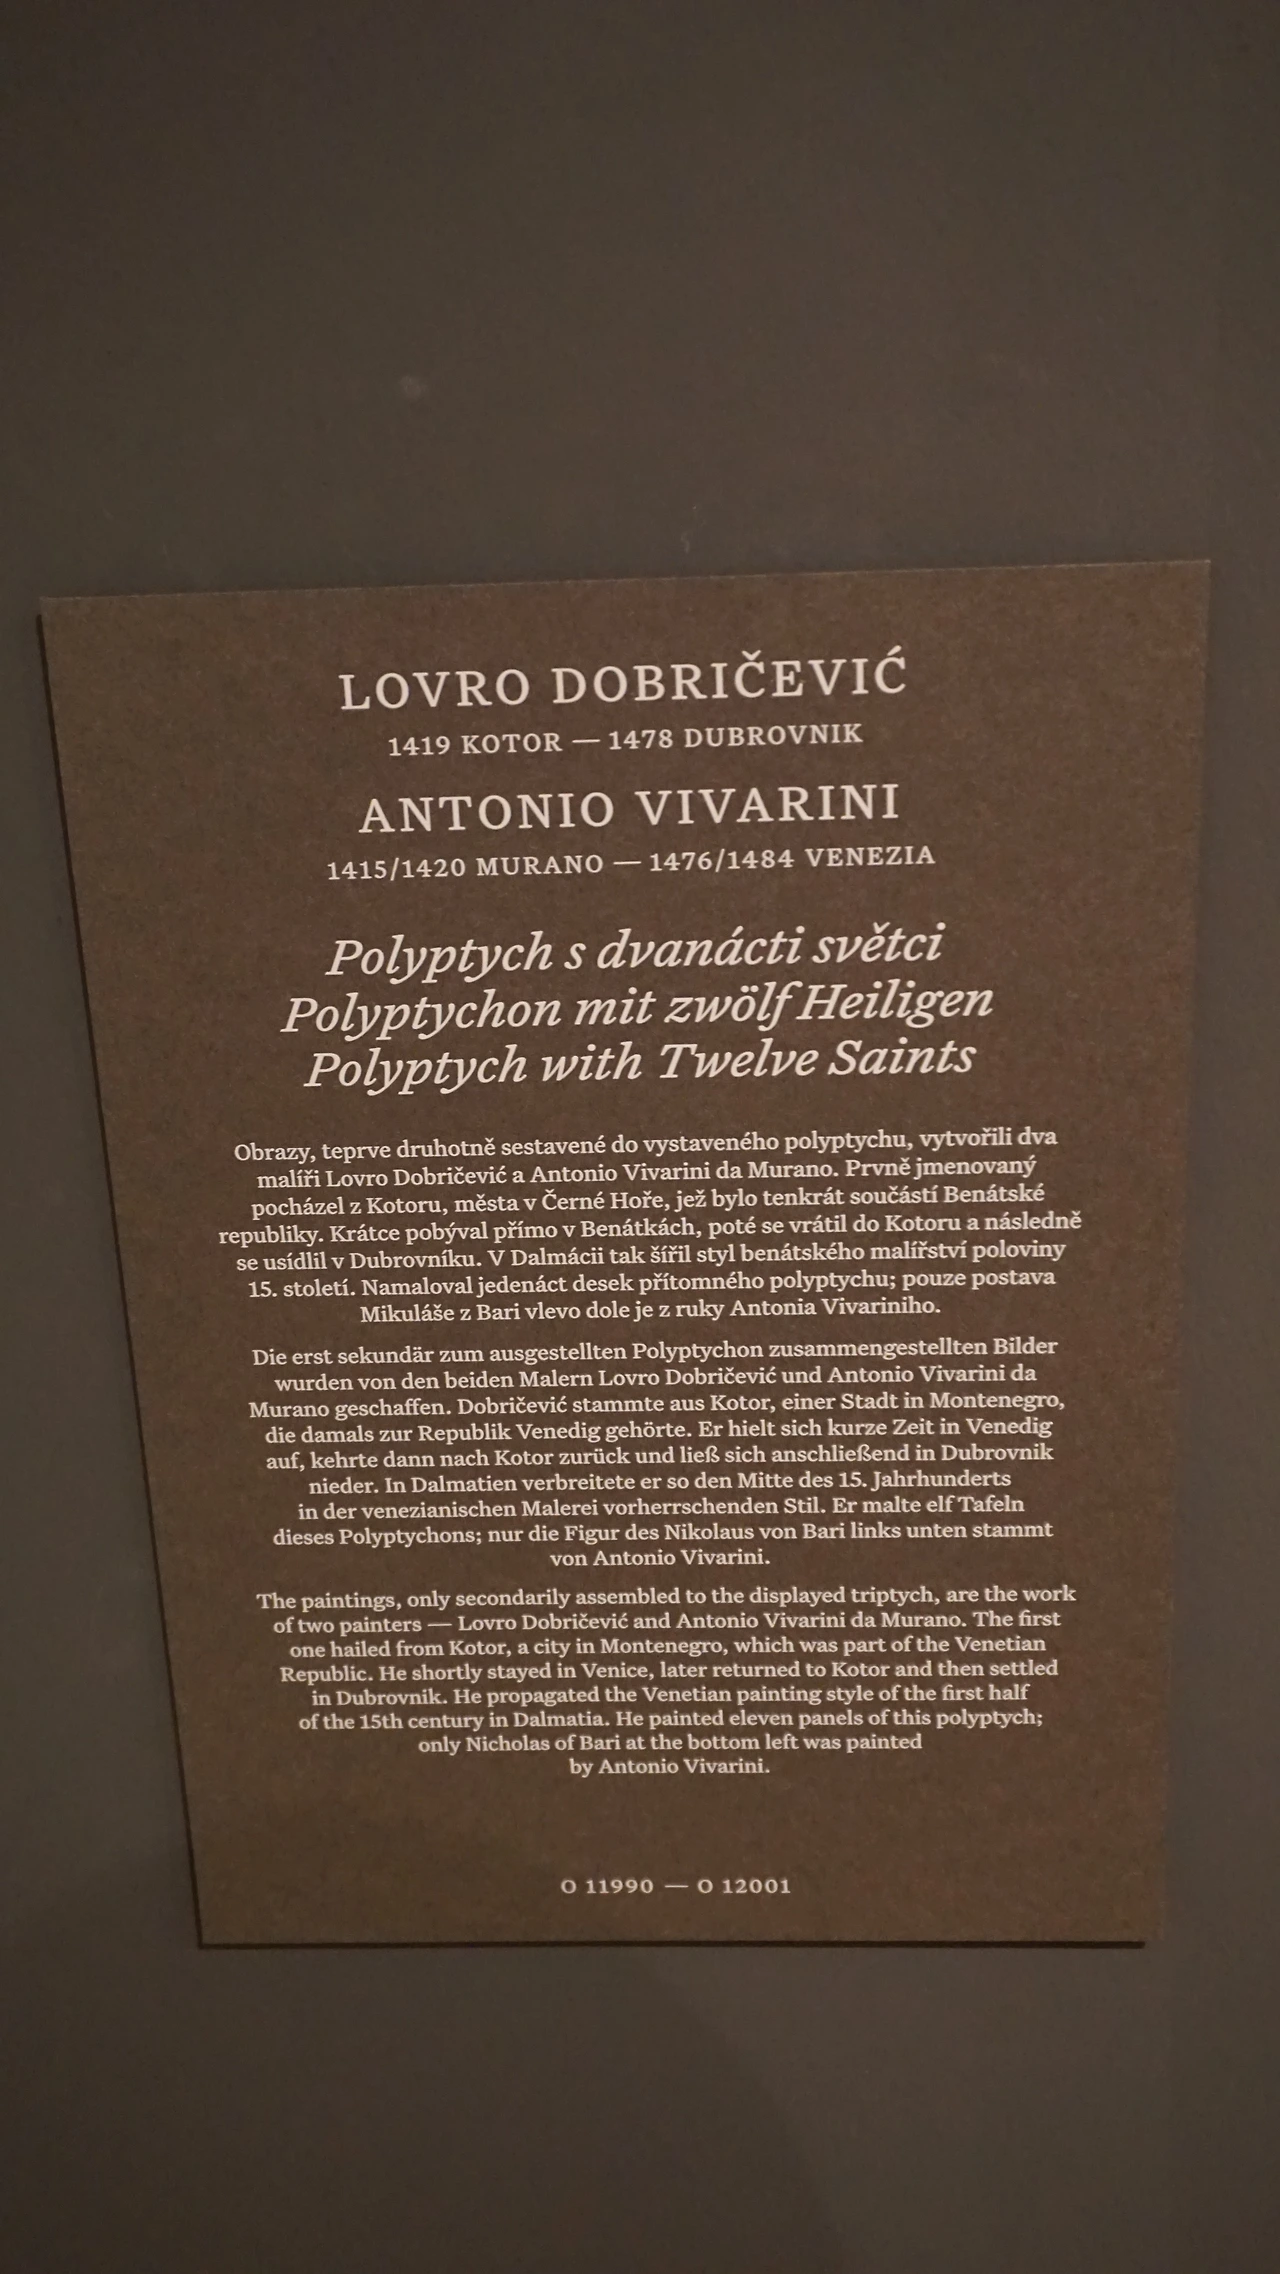 LOVRO DOBRIČEVIĆ
1419 KOTOR — 1478 DUBROVNIK
ANTONIO VIVARINI
1415/1420 MURANO — 1476/1484 VENEZIA
Polyptych s dvanácti světci
Polyptychon mit zwölf Heiligen
Polyptych with Twelve Saints
Obrazy, teprve druhotně sestavené do vystaveného polyptychu, vytvořili dva
malíři Lovro Dobričević a Antonio Vivarini da Murano. Prvně jmenovaný
pocházel z Kotoru, města v Černé Hoře, jež bylo tenkrát součástí Benátské
republiky. Krátce pobýval přímo v Benátkách, poté se vrátil do Kotoru a následně
se usídlil v Dubrovníku. V Dalmácii tak šířil styl benátského malířství poloviny
15. století. Namaloval jedenáct desek přítomného polyptychu; pouze postava
Mikuláše z Bari vlevo dole je z ruky Antonia Vivariniho.
Die erst sekundär zum ausgestellten Polyptychon zusammengestellten Bilder
wurden von den beiden Malern Lovro Dobričević und Antonio Vivarini da
Murano geschaffen. Dobričević stammte aus Kotor, einer Stadt in Montenegro,
die damals zur Republik Venedig gehörte. Er hielt sich kurze Zeit in Venedig
auf, kehrte dann nach Kotor zurück und ließ sich anschließend in Dubrovnik
nieder. In Dalmatien verbreitete er so den Mitte des 15. Jahrhunderts
in der venezianischen Malerei vorherrschenden Stil. Er malte elf Tafeln
dieses Polyptychons; nur die Figur des Nikolaus von Bari links unten stammt
von Antonio Vivarini.
The paintings, only secondarily assembled to the displayed triptych, are the work
of two painters — Lovro Dobričević and Antonio Vivarini da Murano. The first
one hailed from Kotor, a city in Montenegro, which was part of the Venetian
Republic. He shortly stayed in Venice, later returned to Kotor and then settled
in Dubrovnik. He propagated the Venetian painting style of the first half
of the 15th century in Dalmatia. He painted eleven panels of this polyptych;
only Nicholas of Bari at the bottom left was painted
by Antonio Vivarini.
O 11990 — O 12001